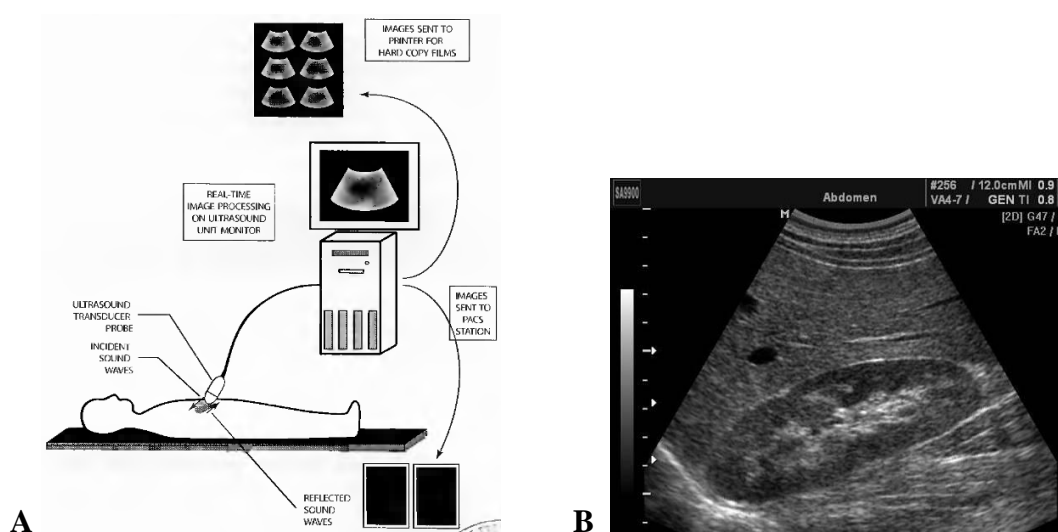 IMAGES SENT TO
PRINTER FOR
HARD COPY FILMS
REAL-TIME
IMAGE PROCESSING
ON ULTRASOUND
UNIT MONITOR
ULTRASOUND
TRANSDUCER
PROBE
INCIDENT
SOUND
WAVES
IMAGES
SENT TO
PACS
STATION
REFLECTED
SOUND
WAVES
A
SA9900
Abdomen
#256 / 12.0cm MI 0.9
VA4-7 / GEN TI 0.8
[2D] G47 /
FA2 /
M
B